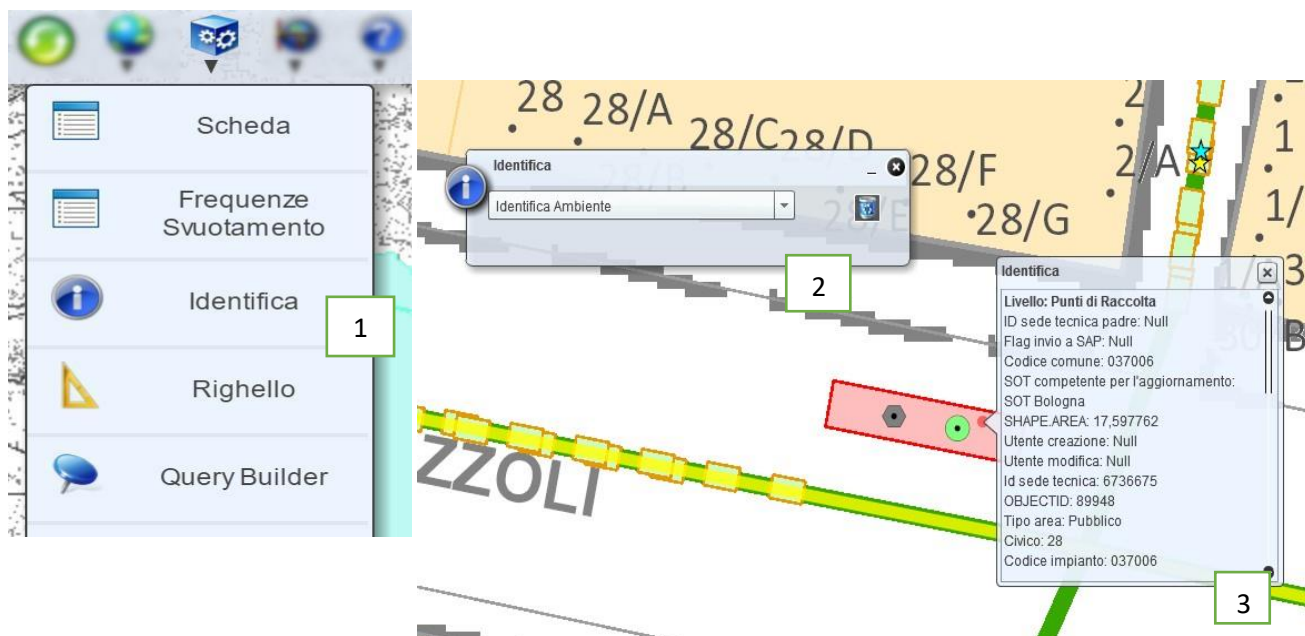 Scheda
Frequenze
Svuotamento
Identifica
1
Righello
Query Builder
28
28/A
28/C
28/D
28/F
28/G
2/A
1
1/
3
B
ZZOLI
Identifica
Identifica Ambiente
2
Identifica
Livello: Punti di Raccolta
ID sede tecnica padre: Null
Flag invio a SAP: Null
Codice comune: 037006
SOT competente per l'aggiornamento:
SOT Bologna
SHAPE.AREA: 17,597762
Utente creazione: Null
Utente modifica: Null
Id sede tecnica: 6736675
OBJECTID: 89948
Tipo area: Pubblico
Civico: 28
Codice impianto: 037006
3